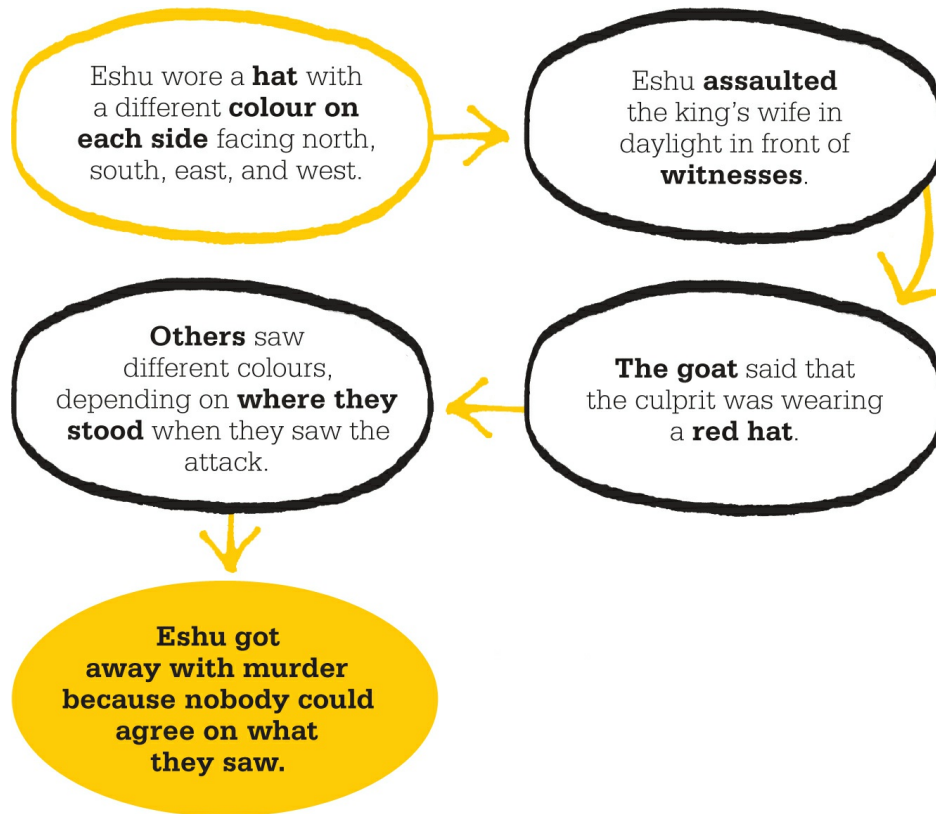 Eshu wore a hat with
a different colour on
each side facing north,
south, east, and west.
Eshu assaulted
the king's wife in
daylight in front of
witnesses.
The goat said that
the culprit was wearing
a red hat.
Others saw
different colours,
depending on where they
stood when they saw the
attack.
Eshu got
away with murder
because nobody could
agree on what
they saw.